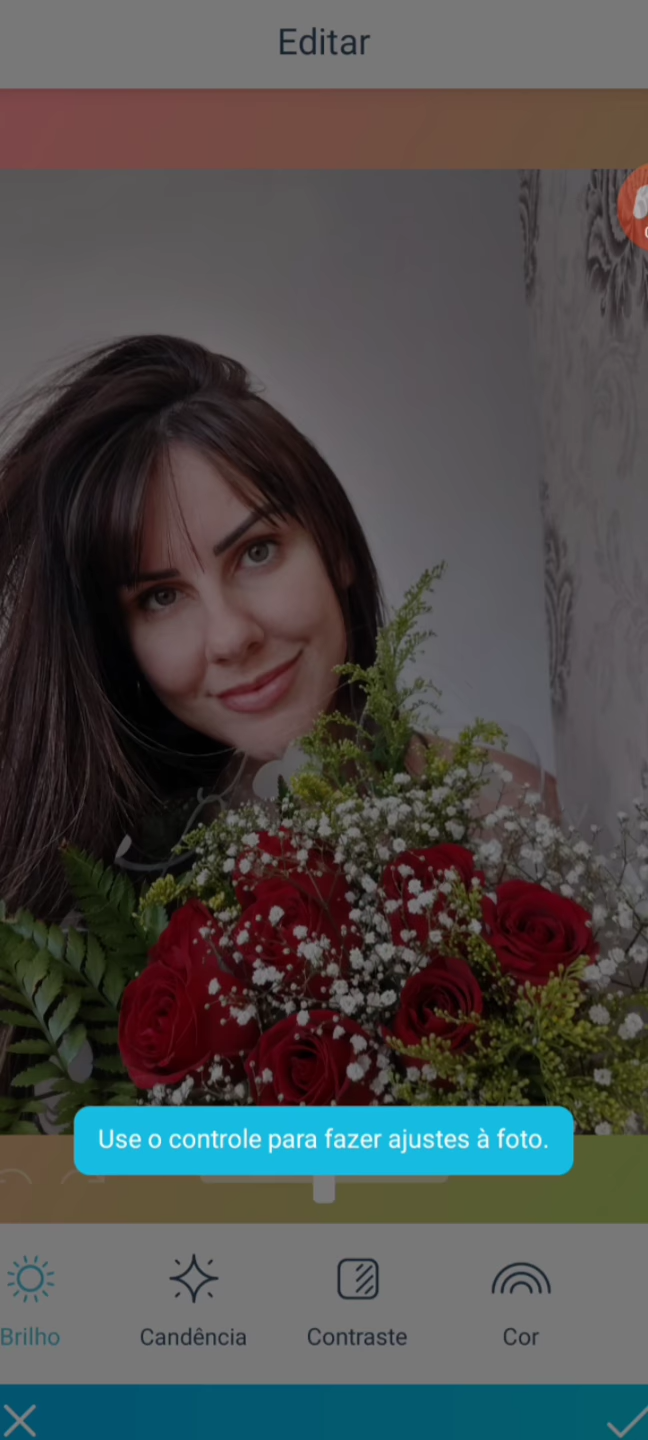 Editar
Use o controle para fazer ajustes à foto.
Brilho
Candência
Contraste
Cor